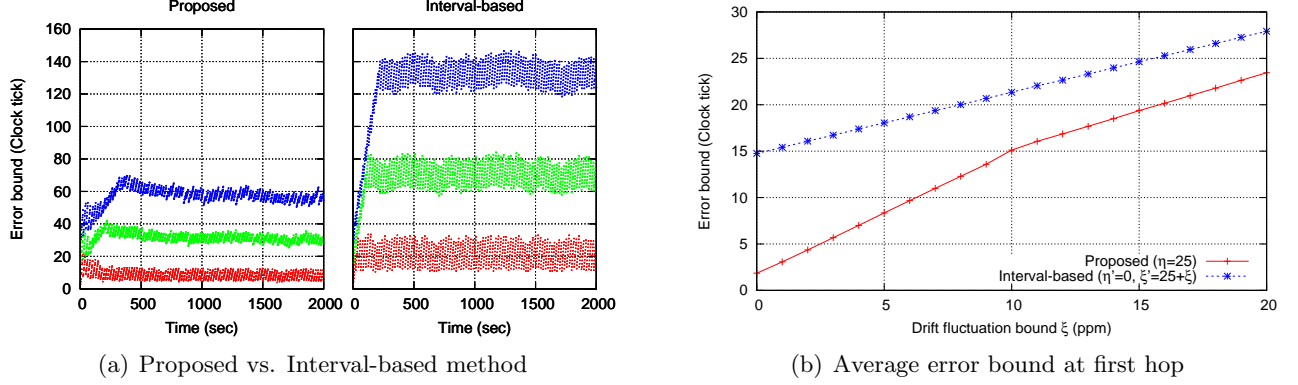 Proposed
Interval-based
160
140
120
100
80
60
40
20
0
Error bound (Clock tick)
0 500 1000 1500 2000
0 500 1000 1500 2000
Time (sec)
Time (sec)
(a) Proposed vs. Interval-based method
30
25
20
15
10
5
0
Error bound (Clock tick)
Proposed (η=25)
Interval-based (η'=0, ξ'=25+ξ)
0 5 10 15 20
Drift fluctuation bound ξ (ppm)
(b) Average error bound at first hop